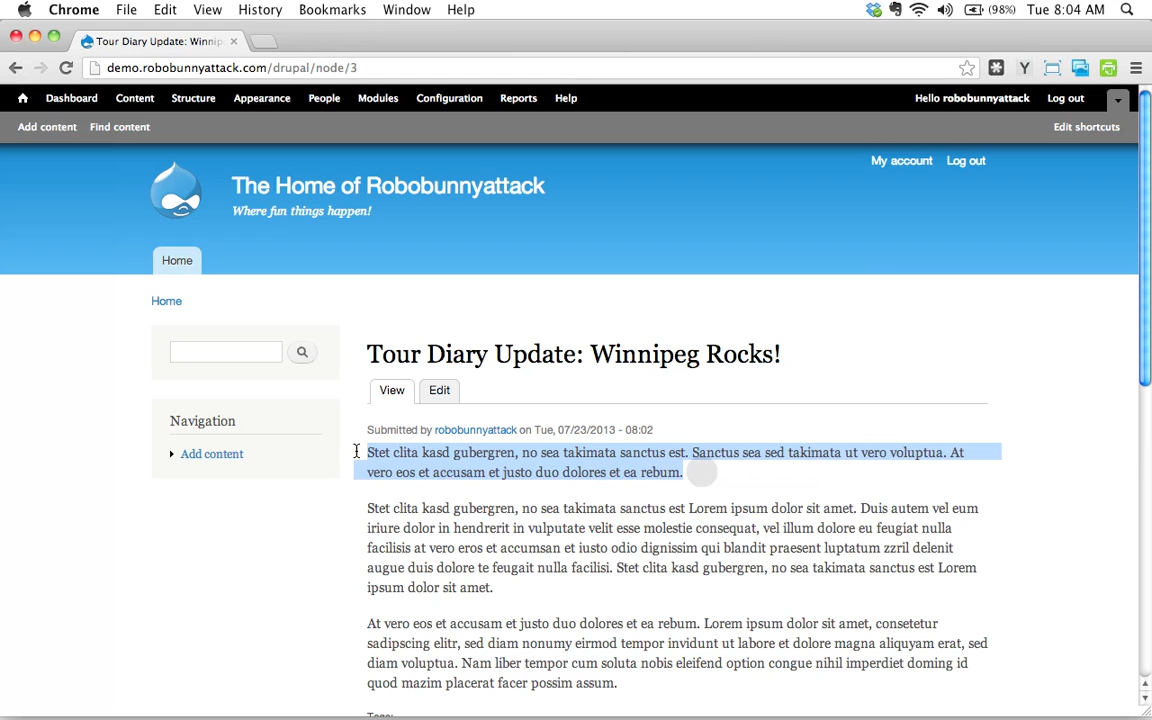 Chrome File Edit View History Bookmarks Window Help (98%) Tue 8:04 AM
Tour Diary Update: Winnip
demo.robobunnyattack.com/drupal/node/3 Y
Dashboard Content Structure Appearance People Modules Configuration Reports Help Hello robobunnyattack Log out
Add content Find content Edit shortcuts
My account Log out
The Home of Robobunnyattack
Where fun things happen!
Home
Home
Tour Diary Update: Winnipeg Rocks!
View Edit
Navigation
Add content
Submitted by robobunnyattack on Tue, 07/23/2013 - 08:02
Stet clita kasd gubergren, no sea takimata sanctus est. Sanctus sea sed takimata ut vero voluptua. At
vero eos et accusam et justo duo dolores et ea rebum.
Stet clita kasd gubergren, no sea takimata sanctus est Lorem ipsum dolor sit amet. Duis autem vel eum
iriure dolor in hendrerit in vulputate velit esse molestie consequat, vel illum dolore eu feugiat nulla
facilisis at vero eros et accumsan et iusto odio dignissim qui blandit praesent luptatum zzril delenit
augue duis dolore te feugait nulla facilisi. Stet clita kasd gubergren, no sea takimata sanctus est Lorem
ipsum dolor sit amet.
At vero eos et accusam et justo duo dolores et ea rebum. Lorem ipsum dolor sit amet, consetetur
sadipscing elitr, sed diam nonumy eirmod tempor invidunt ut labore et dolore magna aliquyam erat, sed
diam voluptua. Nam liber tempor cum soluta nobis eleifend option congue nihil imperdiet doming id
quod mazim placerat facer possim assum.